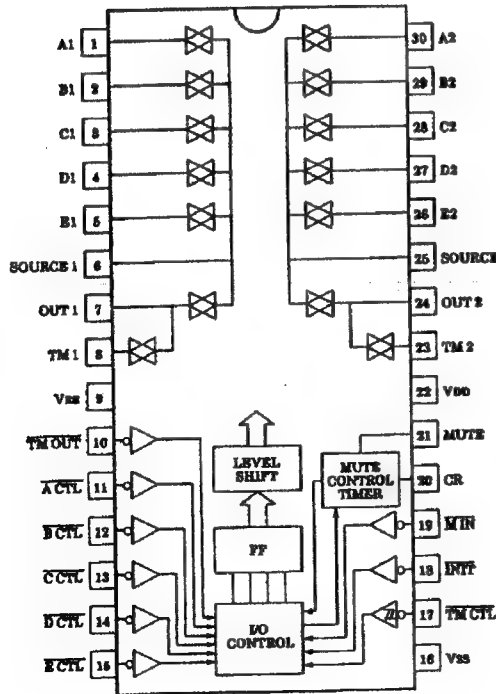 A1 1
B1 2
C1 3
D1 4
E1 5
SOURCE 1 6
OUT 1 7
TM 1 8
VEE 9
TM OUT 10
A CTL 11
B CTL 12
C CTL 13
D CTL 14
E CTL 15
LEVEL
SHIFT
FF
I/O
CONTROL
MUTE
CONTROL
TIMER
30 A2
29 B2
28 C2
27 D2
26 E2
25 SOURCE
24 OUT 2
23 TM 2
22 VDD
21 MUTE
20 CR
19 M IN
18 INIT
17 TM CTL
16 VSS